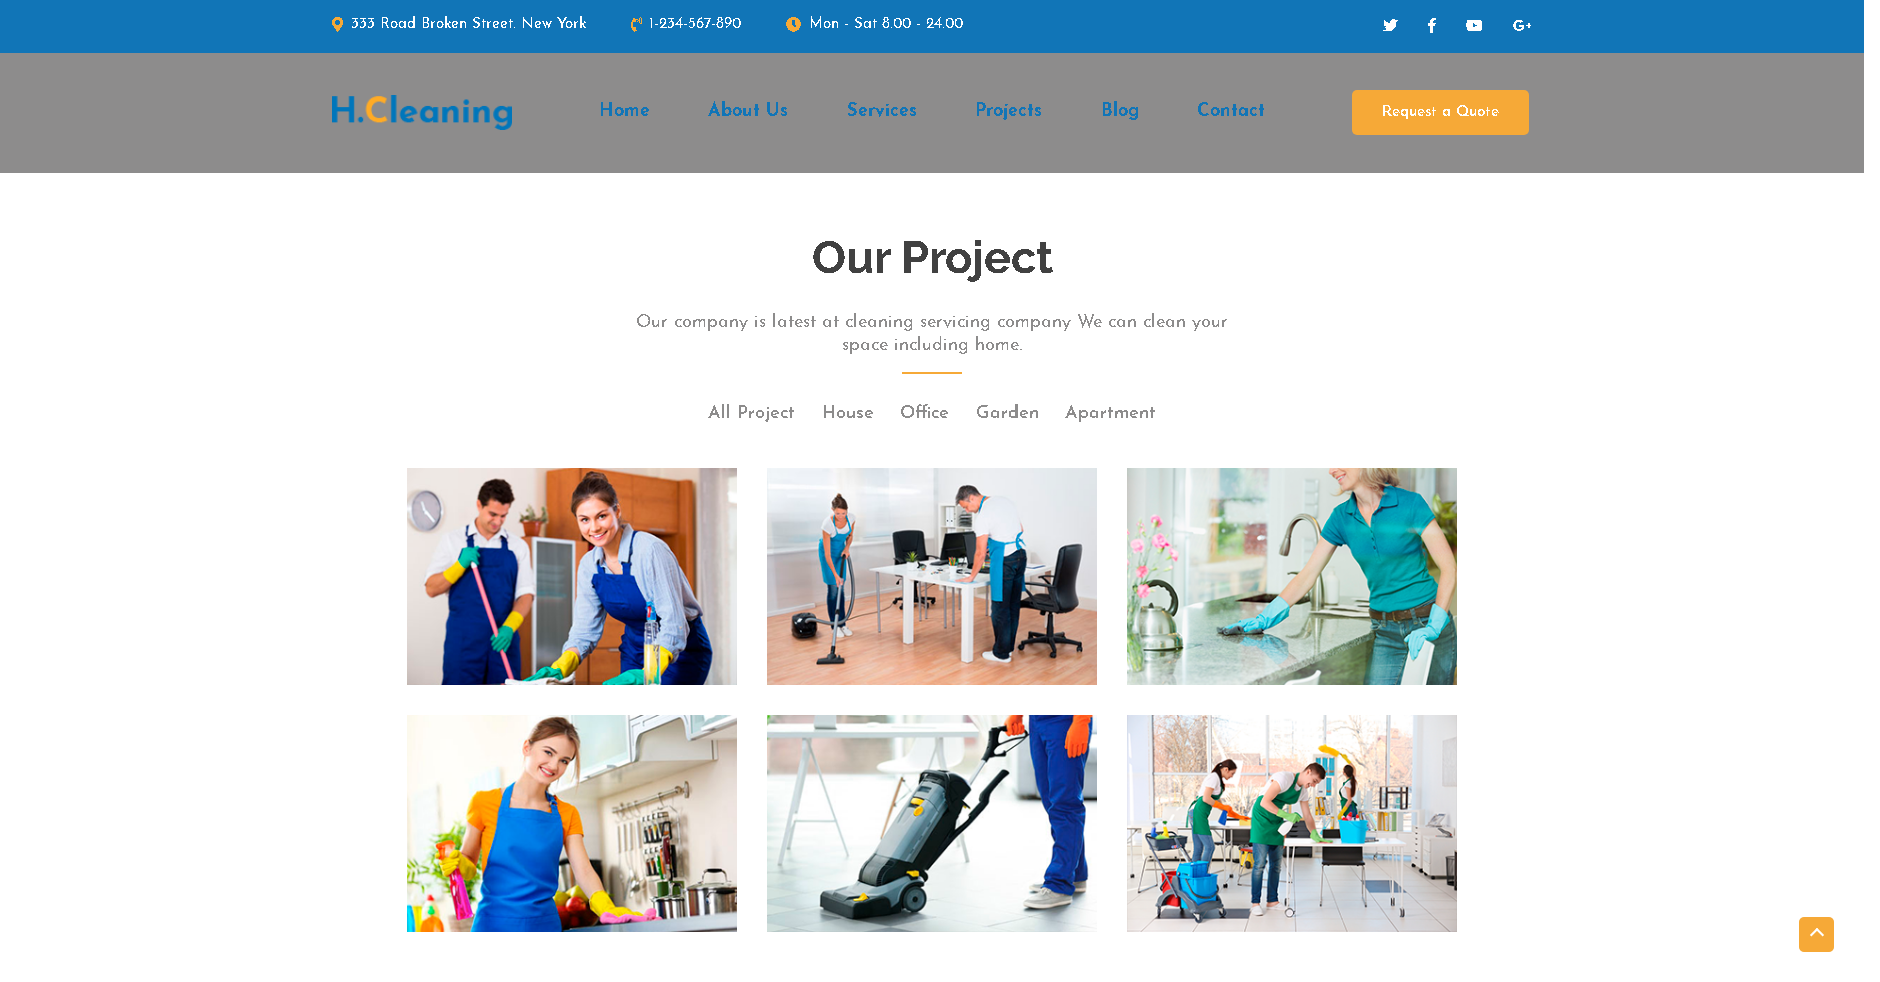 333 Road Broken Street. New York
1-234-567-890
Mon - Sat 8.00 - 24.00
H.Cleaning
Home
About Us
Services
Projects
Blog
Contact
Request a Quote
Our Project
Our company is latest at cleaning servicing company We can clean your
space including home.
All Project
House
Office
Garden
Apartment